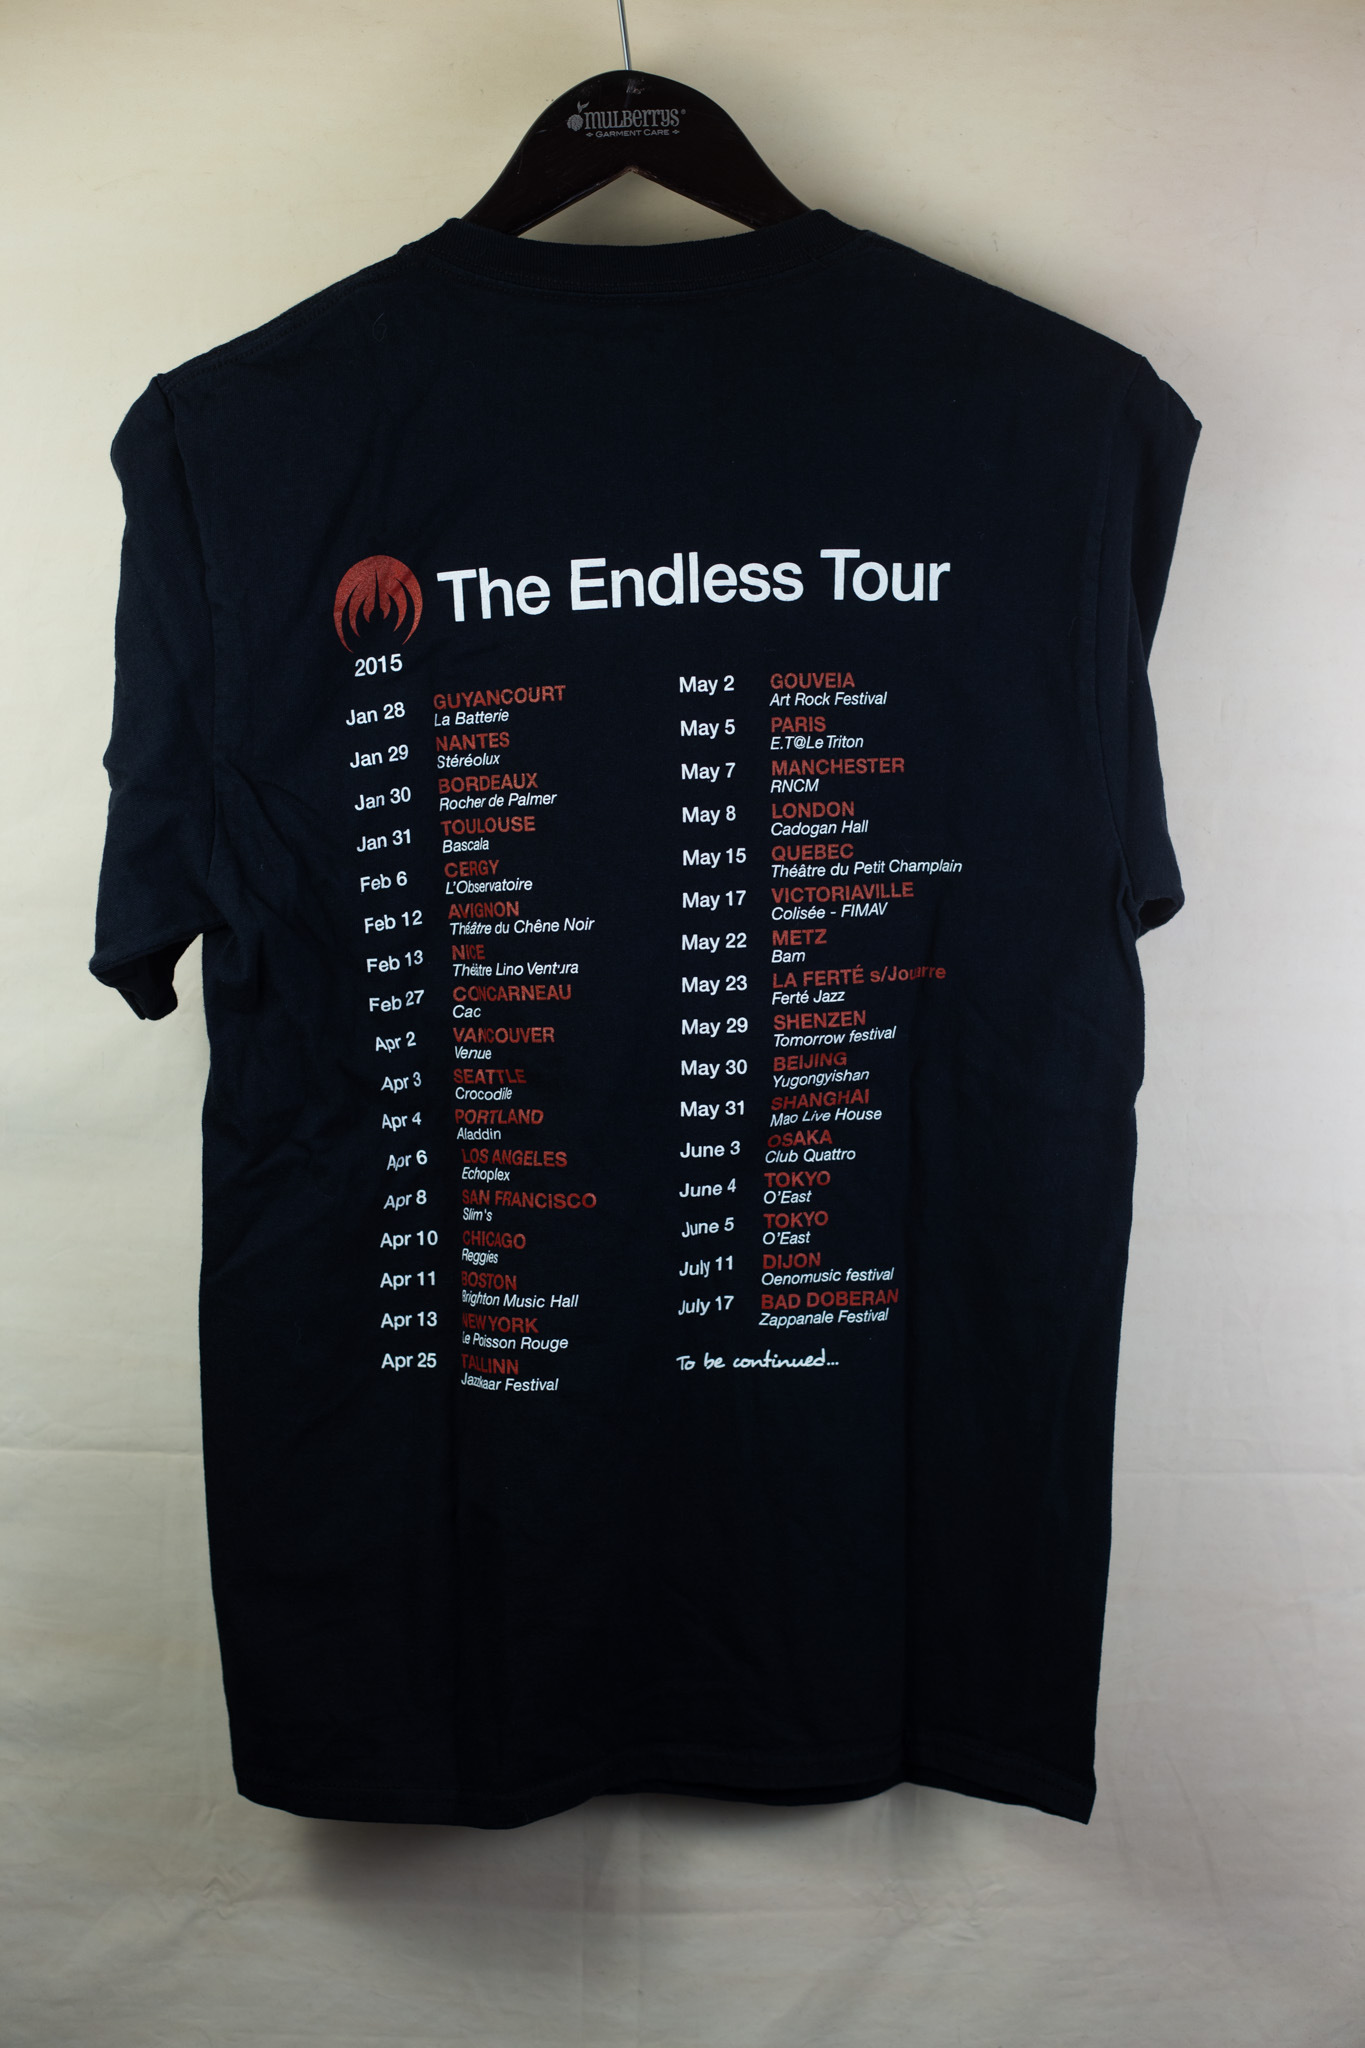 mulberrys
GARMENT CARE
The Endless Tour
2015
Jan 28 GUYANCOURT
La Batterie
Jan 29 NANTES
Stéréolux
Jan 30 BORDEAUX
Rocher de Palmer
Jan 31 TOULOUSE
Bascala
Feb 6 CERGY
L'Observatoire
Feb 12 AVIGNON
Théâtre du Chêne Noir
Feb 13 NICE
Théâtre Lino Ventura
Feb 27 CONCARNEAU
Cac
Apr 2 VANCOUVER
Venue
Apr 3 SEATTLE
Crocodile
Apr 4 PORTLAND
Aladdin
Apr 6 LOS ANGELES
Echoplex
Apr 8 SAN FRANCISCO
Slim's
Apr 10 CHICAGO
Reggies
Apr 11 BOSTON
Brighton Music Hall
Apr 13 NEW YORK
Le Poisson Rouge
Apr 25 TALLINN
Jazzkaar Festival
May 2 GOUVEIA
Art Rock Festival
May 5 PARIS
E.T@Le Triton
May 7 MANCHESTER
RNCM
May 8 LONDON
Cadogan Hall
May 15 QUEBEC
Théâtre du Petit Champlain
May 17 VICTORIAVILLE
Colisée - FIMAV
May 22 METZ
Bam
May 23 LA FERTÉ s/Jouarre
Ferté Jazz
May 29 SHENZEN
Tomorrow festival
May 30 BEIJING
Yugongyishan
May 31 SHANGHAI
Mao Live House
June 3 OSAKA
Club Quattro
June 4 TOKYO
O'East
June 5 TOKYO
O'East
July 11 DIJON
Oenomusic festival
July 17 BAD DOBERAN
Zappanale Festival
To be continued...